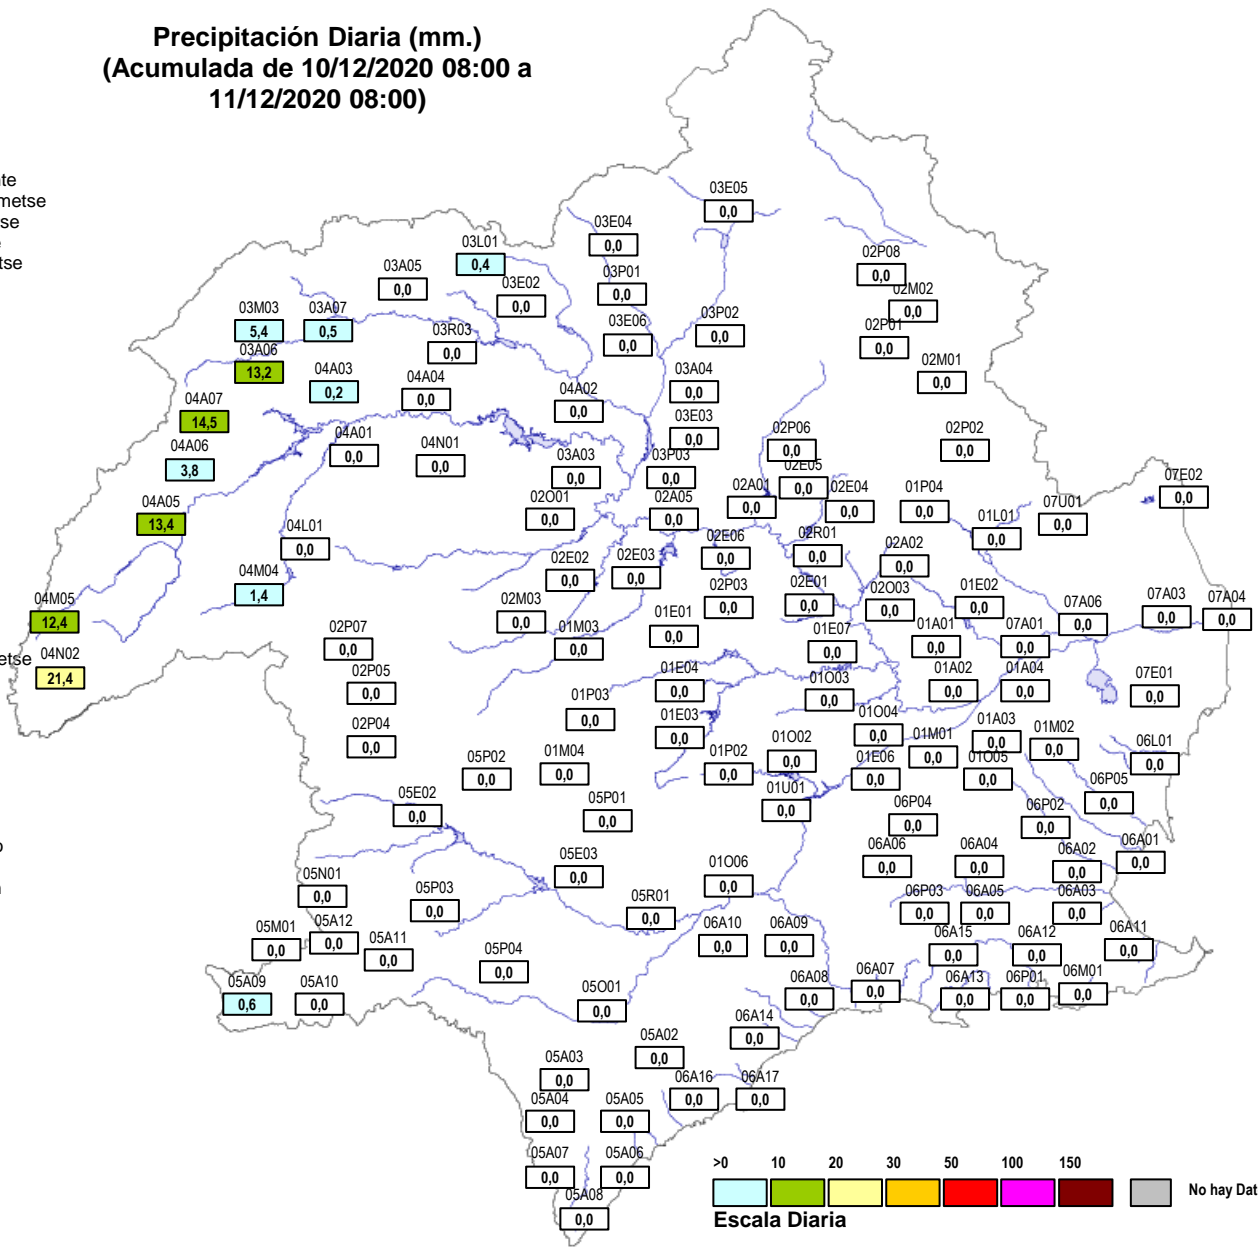 Precipitación Diaria (mm.)
(Acumulada de 10/12/2020 08:00 a
11/12/2020 08:00)
nte
metse
se
tse
03E05
0,0
03E04
0,0
03L01
0,4
03A05
0,0
03E02
0,0
03P01
0,0
02P08
0,0
02M02
0,0
03M03
5,4
03A07
0,5
03R03
0,0
03E06
0,0
03P02
0,0
02P01
0,0
03A06
13,2
04A03
0,2
04A04
0,0
04A02
0,0
03A04
0,0
02M01
0,0
04A07
14,5
03E03
0,0
04A06
3,8
04A01
0,0
04N01
0,0
03A03
0,0
03P03
0,0
02P06
0,0
02P02
0,0
02E05
0,0
07E02
0,0
04A05
13,4
02O01
0,0
02A05
0,0
02A01
0,0
02E04
0,0
01P04
0,0
01L01
0,0
07U01
0,0
04L01
0,0
02E06
0,0
02R01
0,0
02A02
0,0
02E02
0,0
02E03
0,0
04M04
1,4
02P03
0,0
02E01
0,0
02O03
0,0
01E02
0,0
04M05
12,4
02M03
0,0
01E01
0,0
07A06
0,0
07A03
0,0
07A04
0,0
02P07
0,0
01M03
0,0
01E07
0,0
01A01
0,0
07A01
0,0
etse
04N02
21,4
02P05
0,0
01E04
0,0
01O03
0,0
01A02
0,0
01A04
0,0
07E01
0,0
01P03
0,0
02P04
0,0
01E03
0,0
01O04
0,0
01A03
0,0
01M02
0,0
05P02
0,0
01M04
0,0
01P02
0,0
01O02
0,0
01M01
0,0
01E06
0,0
01O05
0,0
06L01
0,0
05E02
0,0
05P01
0,0
01U01
0,0
06P04
0,0
06P02
0,0
06P05
0,0
o
05E03
0,0
06A06
0,0
06A04
0,0
06A02
0,0
06A01
0,0
05N01
0,0
05P03
0,0
01O06
0,0
05R01
0,0
06P03
0,0
06A05
0,0
06A03
0,0
05M01
0,0
05A12
0,0
05A11
0,0
06A10
0,0
06A09
0,0
06A15
0,0
06A12
0,0
06A11
0,0
05P04
0,0
05A09
0,6
05A10
0,0
05O01
0,0
06A08
0,0
06A07
0,0
06A13
0,0
06P01
0,0
06M01
0,0
05A02
0,0
06A14
0,0
05A03
0,0
06A16
0,0
06A17
0,0
05A04
0,0
05A05
0,0
05A07
0,0
05A06
0,0
05A08
0,0
>0 10 20 30 50 100 150
No hay Dat
Escala Diaria